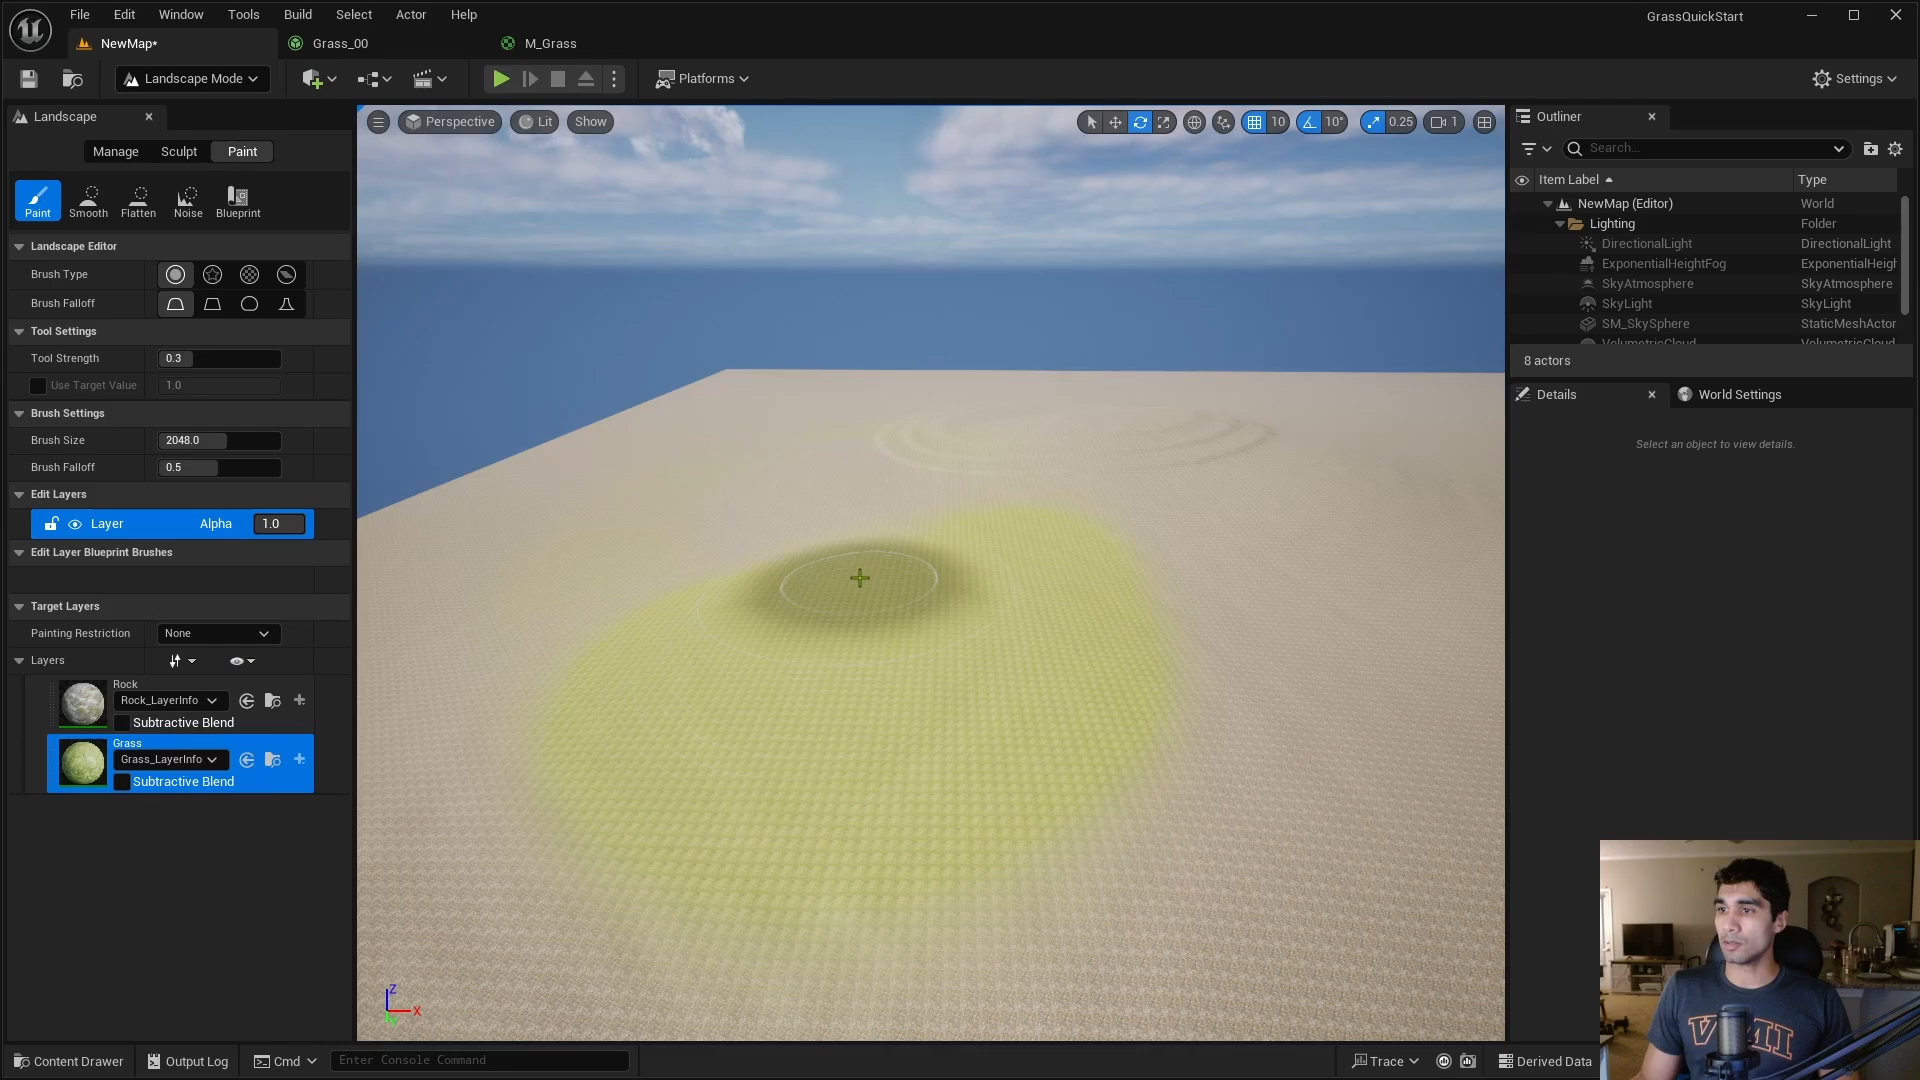 File Edit Window Tools Build Select Actor Help
GrassQuickStart
NewMap* Grass_00 M_Grass
Landscape Mode
Platforms
Settings
Landscape
Manage Sculpt Paint
Paint Smooth Flatten Noise Blueprint
Landscape Editor
Brush Type
Brush Falloff
Tool Settings
Tool Strength 0.3
Use Target Value 1.0
Brush Settings
Brush Size 2048.0
Brush Falloff 0.5
Edit Layers
Layer Alpha 1.0
Edit Layer Blueprint Brushes
Target Layers
Painting Restriction None
Layers
Rock
Rock_LayerInfo
Subtractive Blend
Grass
Grass_LayerInfo
Subtractive Blend
Perspective Lit Show
10 10° 0.25 1
Z
X
Y
Outliner
Search...
Item Label Type
NewMap (Editor) World
Lighting Folder
DirectionalLight DirectionalLight
ExponentialHeightFog ExponentialHeigh
SkyAtmosphere SkyAtmosphere
SkyLight SkyLight
SM_SkySphere StaticMeshActor
VolumetricCloud VolumetricCloud
8 actors
Details World Settings
Select an object to view details.
VMI
Content Drawer Output Log Cmd Enter Console Command
Trace Derived Data